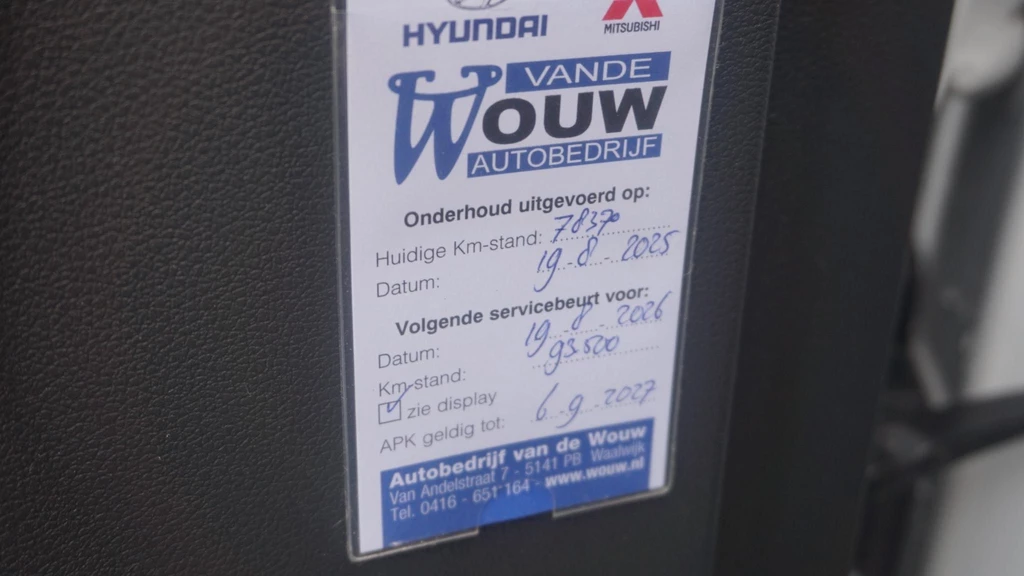 HYUNDAI
MITSUBISHI
VANDE
WOUW
AUTOBEDRIJF
Onderhoud uitgevoerd op:
Huidige Km-stand: 78370
Datum: 19-8-2025
Volgende servicebeurt voor:
Datum: 19-8-2026
Km-stand: 93.500
zie display
APK geldig tot: 6-9-2027
Autobedrijf van de Wouw
Van Andelstraat 7 - 5141 PB Waalwijk
Tel. 0416 - 651 164 - www.wouw.nl